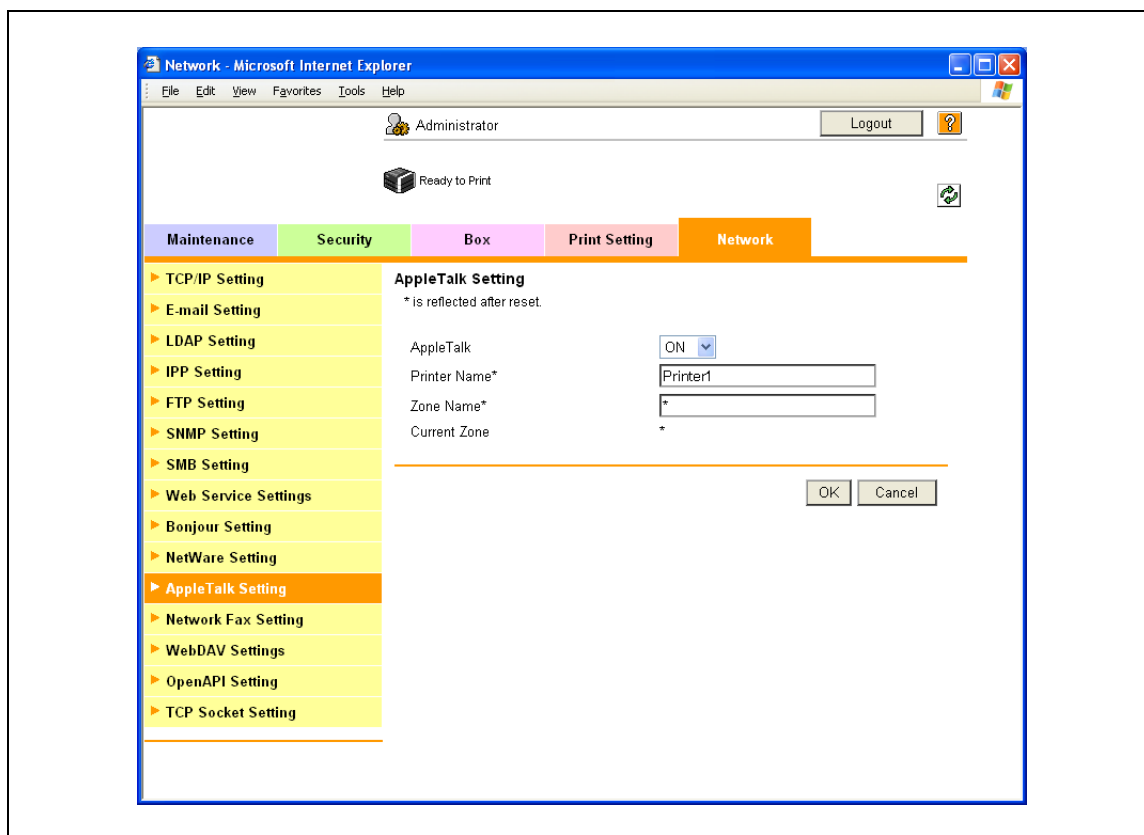 Network - Microsoft Internet Explorer
File Edit View Favorites Tools Help
Administrator Logout ?
Ready to Print
Maintenance Security Box Print Setting Network
TCP/IP Setting
E-mail Setting
LDAP Setting
IPP Setting
FTP Setting
SNMP Setting
SMB Setting
Web Service Settings
Bonjour Setting
NetWare Setting
AppleTalk Setting
Network Fax Setting
WebDAV Settings
OpenAPI Setting
TCP Socket Setting
AppleTalk Setting
* is reflected after reset.
AppleTalk ON
Printer Name* Printer1
Zone Name* *
Current Zone *
OK Cancel